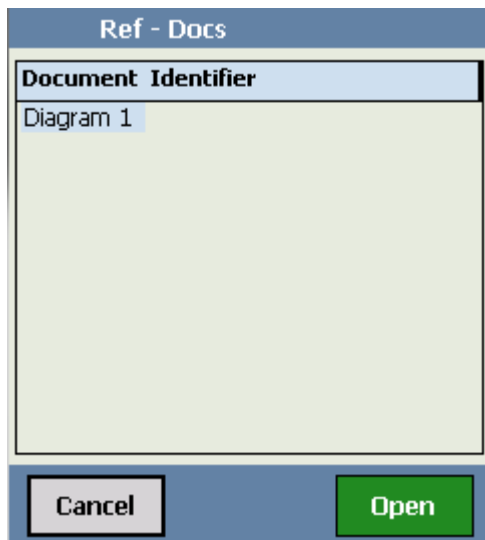 Ref - Docs
Document Identifier
Diagram 1
Cancel
Open